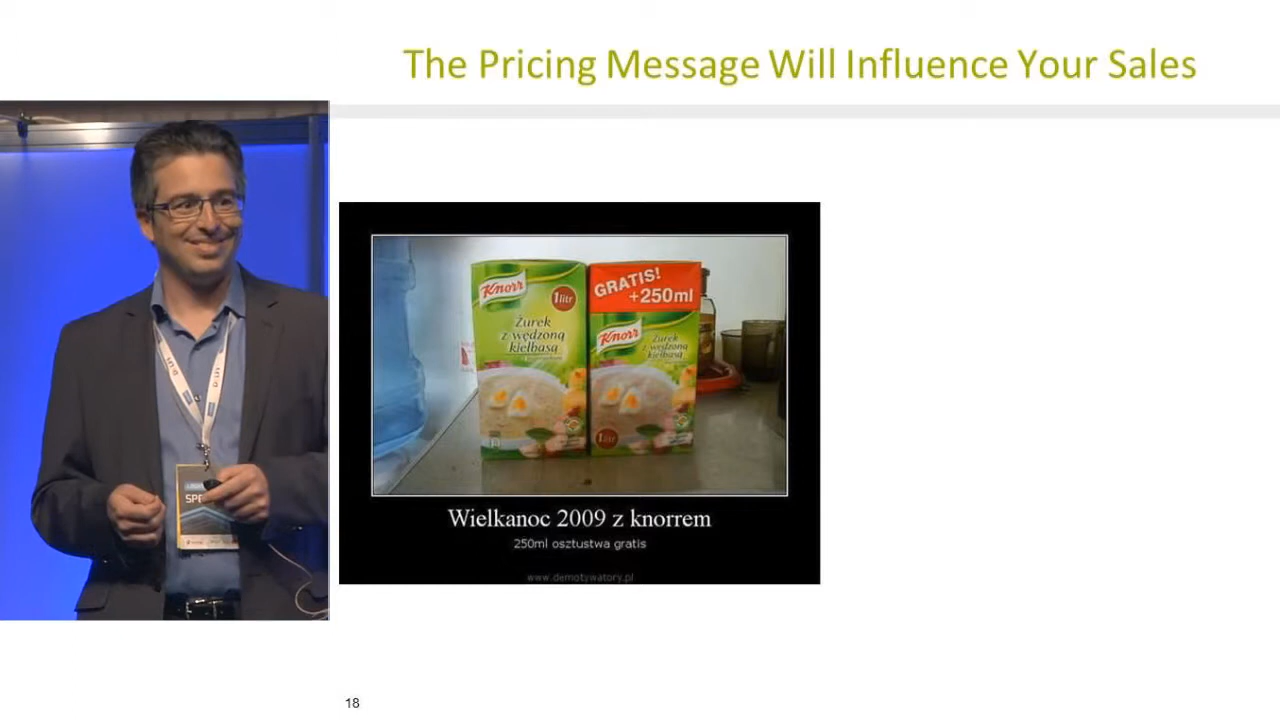 The Pricing Message Will Influence Your Sales
Knorr
1 litr
Żurek
z wędzoną
kiełbasą
GRATIS!
+250ml
Knorr
Żurek
z wędzoną
kiełbasą
1 litr
SPE
Wielkanoc 2009 z knorrem
250ml osztustwa gratis
www.demotywatory.pl
18